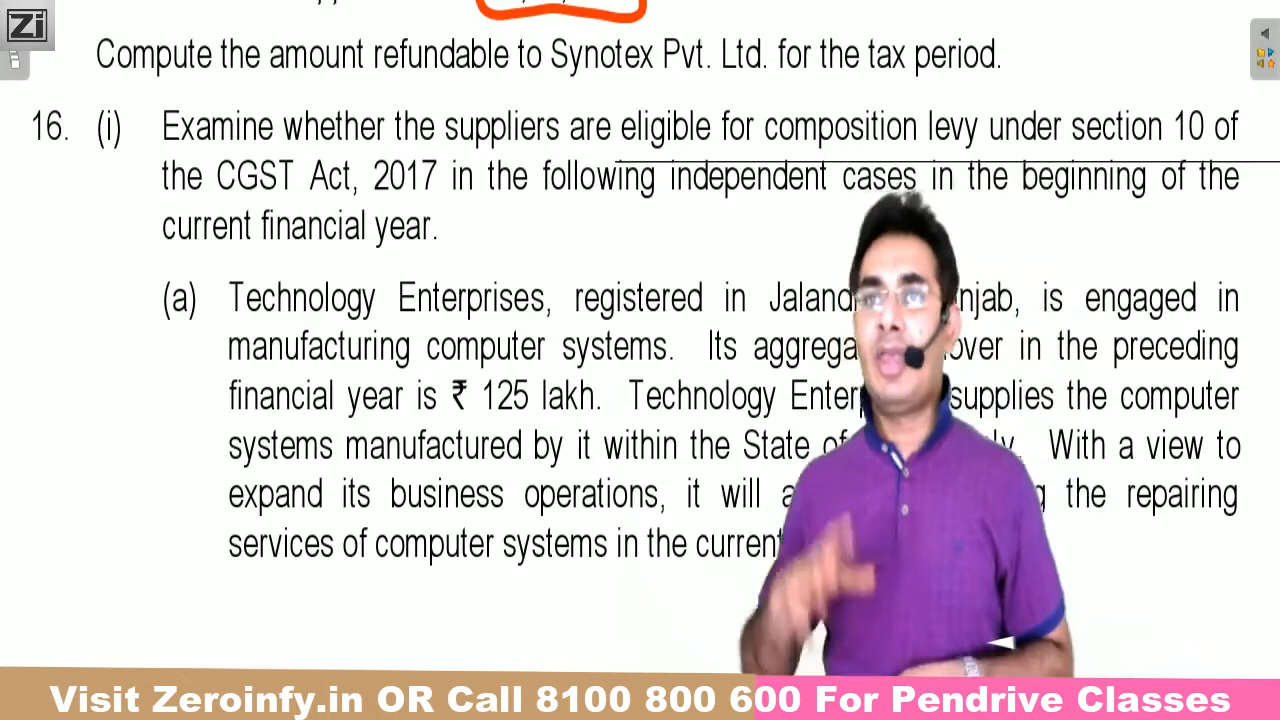 Zi
Compute the amount refundable to Synotex Pvt. Ltd. for the tax period.
16. (i) Examine whether the suppliers are eligible for composition levy under section 10 of
the CGST Act, 2017 in the following independent cases in the beginning of the
current financial year.
(a) Technology Enterprises, registered in is engaged in
manufacturing computer systems. Its in the preceding
financial year is ₹ 125 lakh. Technology supplies the computer
systems manufactured by it within the State of With a view to
expand its business operations, it will the repairing
services of computer systems in the current
Visit Zeroinfy.in OR Call 8100 800 600 For Pendrive Classes